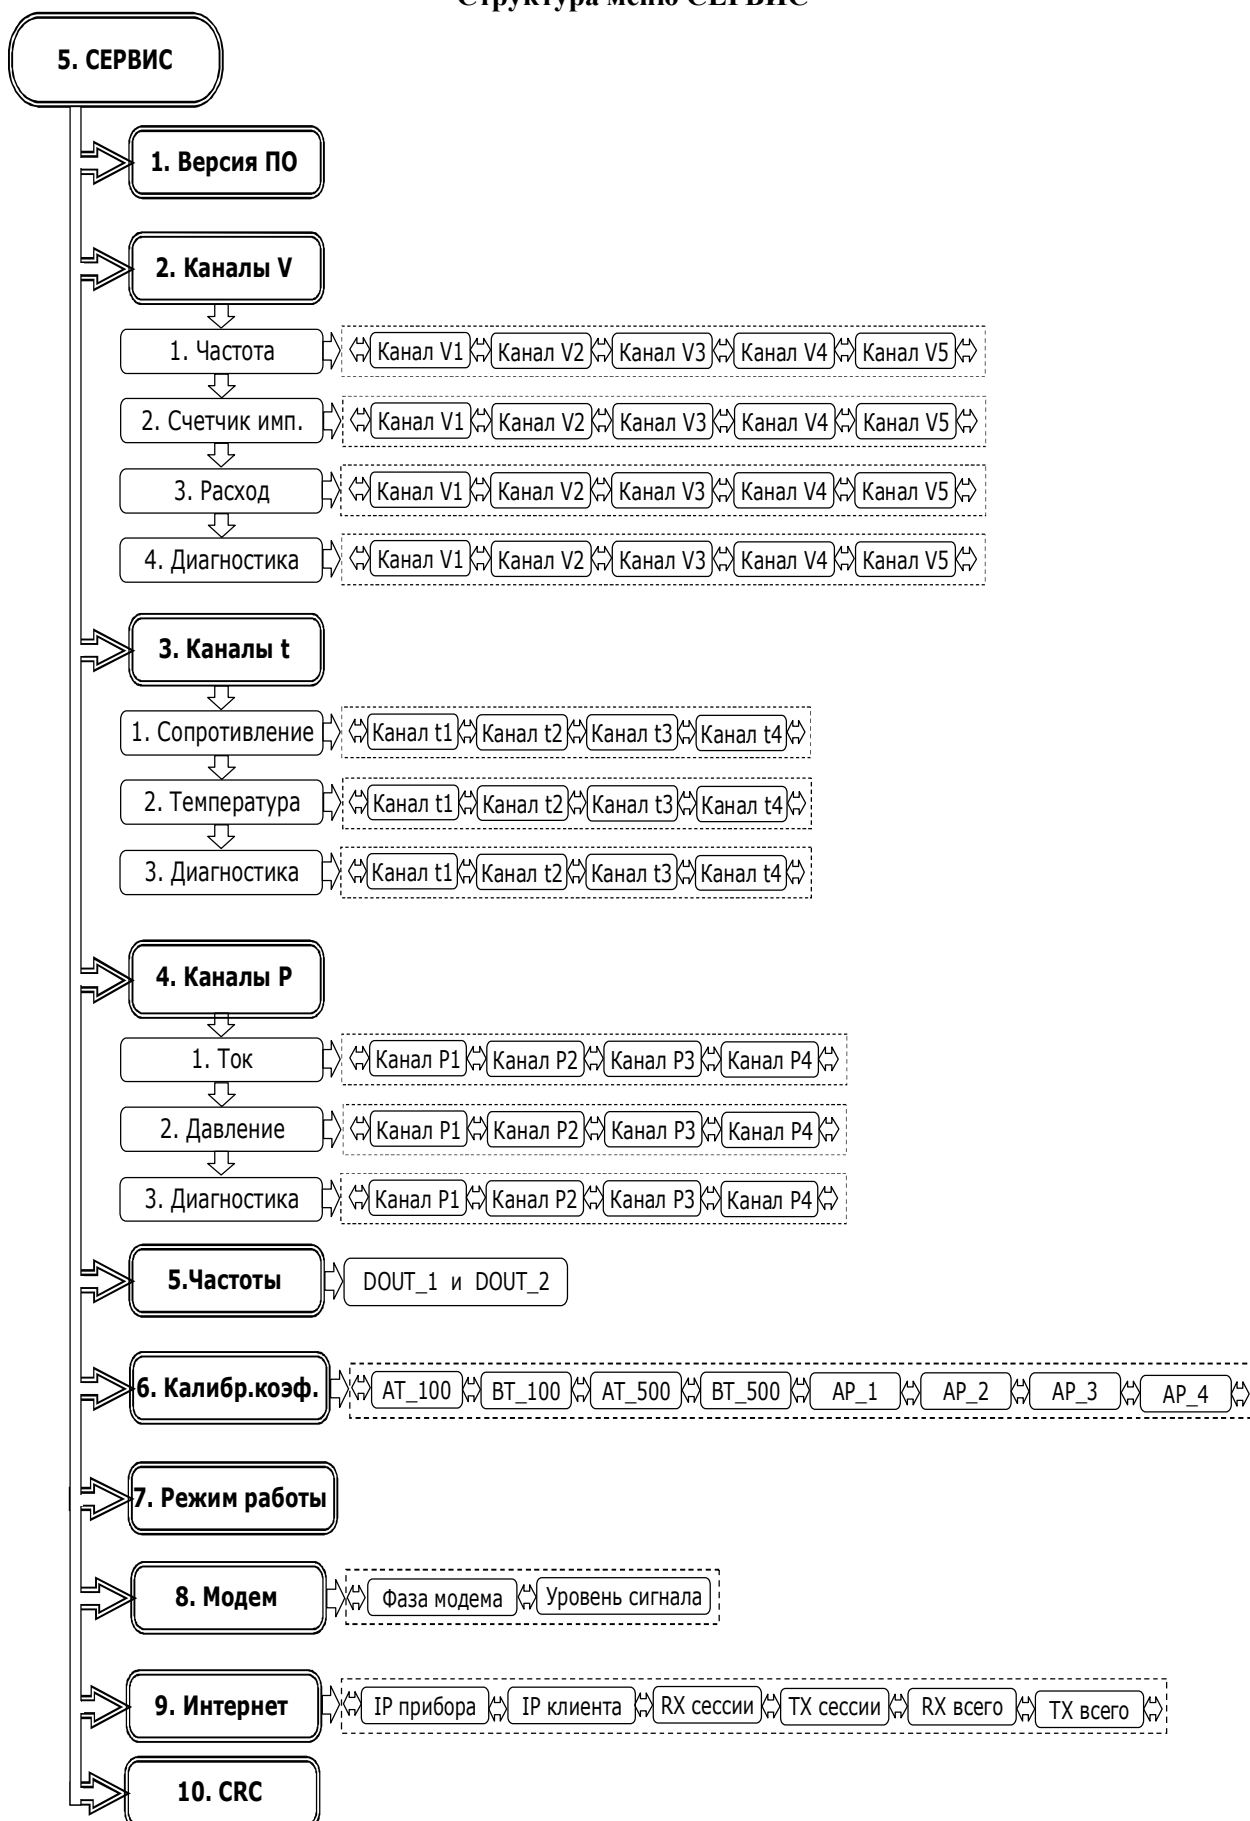 Структура меню СЕРВИС
5. СЕРВИС
1. Версия ПО
2. Каналы V
1. Частота Канал V1 Канал V2 Канал V3 Канал V4 Канал V5
2. Счетчик имп. Канал V1 Канал V2 Канал V3 Канал V4 Канал V5
3. Расход Канал V1 Канал V2 Канал V3 Канал V4 Канал V5
4. Диагностика Канал V1 Канал V2 Канал V3 Канал V4 Канал V5
3. Каналы t
1. Сопротивление Канал t1 Канал t2 Канал t3 Канал t4
2. Температура Канал t1 Канал t2 Канал t3 Канал t4
3. Диагностика Канал t1 Канал t2 Канал t3 Канал t4
4. Каналы P
1. Ток Канал P1 Канал P2 Канал P3 Канал P4
2. Давление Канал P1 Канал P2 Канал P3 Канал P4
3. Диагностика Канал P1 Канал P2 Канал P3 Канал P4
5.Частоты DOUT_1 и DOUT_2
6. Калибр.коэф. AT_100 BT_100 AT_500 BT_500 AP_1 AP_2 AP_3 AP_4
7. Режим работы
8. Модем Фаза модема Уровень сигнала
9. Интернет IP прибора IP клиента RX сессии TX сессии RX всего TX всего
10. CRC